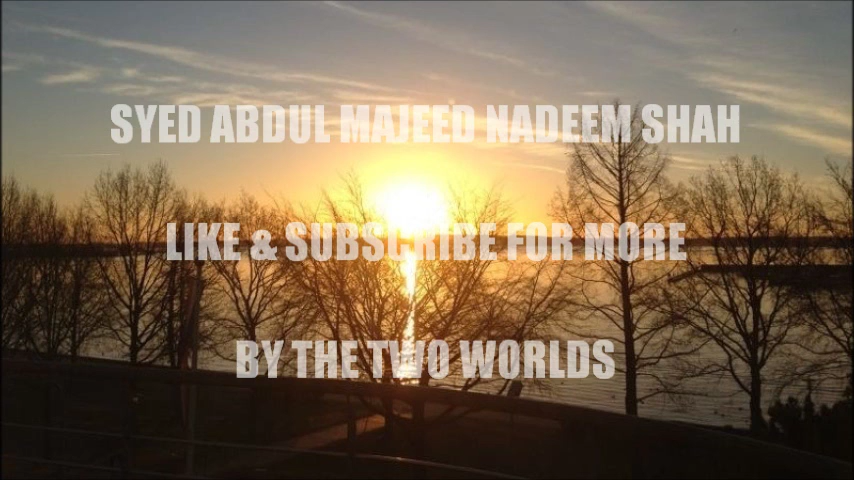 SYED ABDUL MAJEED NADEEM SHAH
LIKE & SUBSCRIBE FOR MORE
BY THE TWO WORLDS